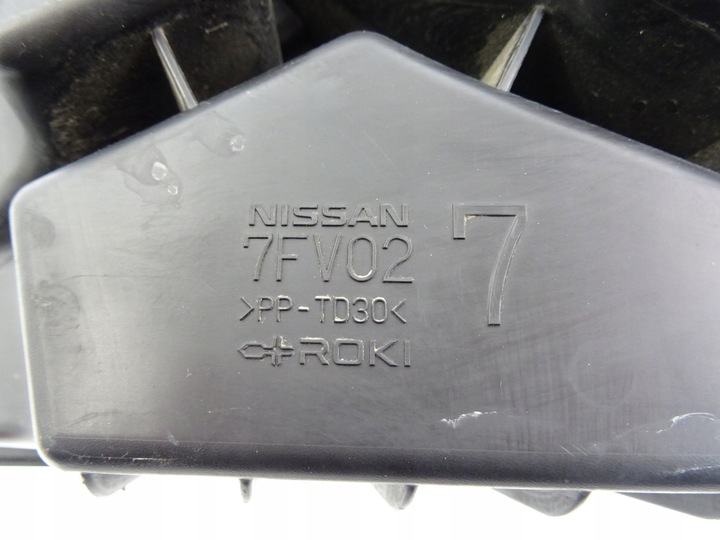 NISSAN
7FV02
>PP-TD30<
ROKI
7